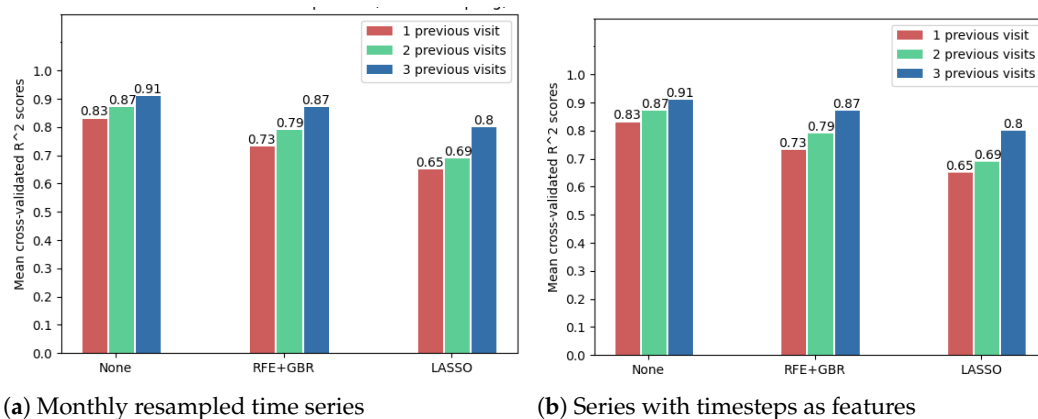 1 previous visit
2 previous visits
3 previous visits
Mean cross-validated R^2 scores
1.0
0.9
0.8
0.7
0.6
0.5
0.4
0.3
0.2
0.1
0.0
0.83
0.87
0.91
0.73
0.79
0.87
0.65
0.69
0.8
None
RFE+GBR
LASSO
(a) Monthly resampled time series
1 previous visit
2 previous visits
3 previous visits
Mean cross-validated R^2 scores
1.0
0.9
0.8
0.7
0.6
0.5
0.4
0.3
0.2
0.1
0.0
0.83
0.87
0.91
0.73
0.79
0.87
0.65
0.69
0.8
None
RFE+GBR
LASSO
(b) Series with timesteps as features